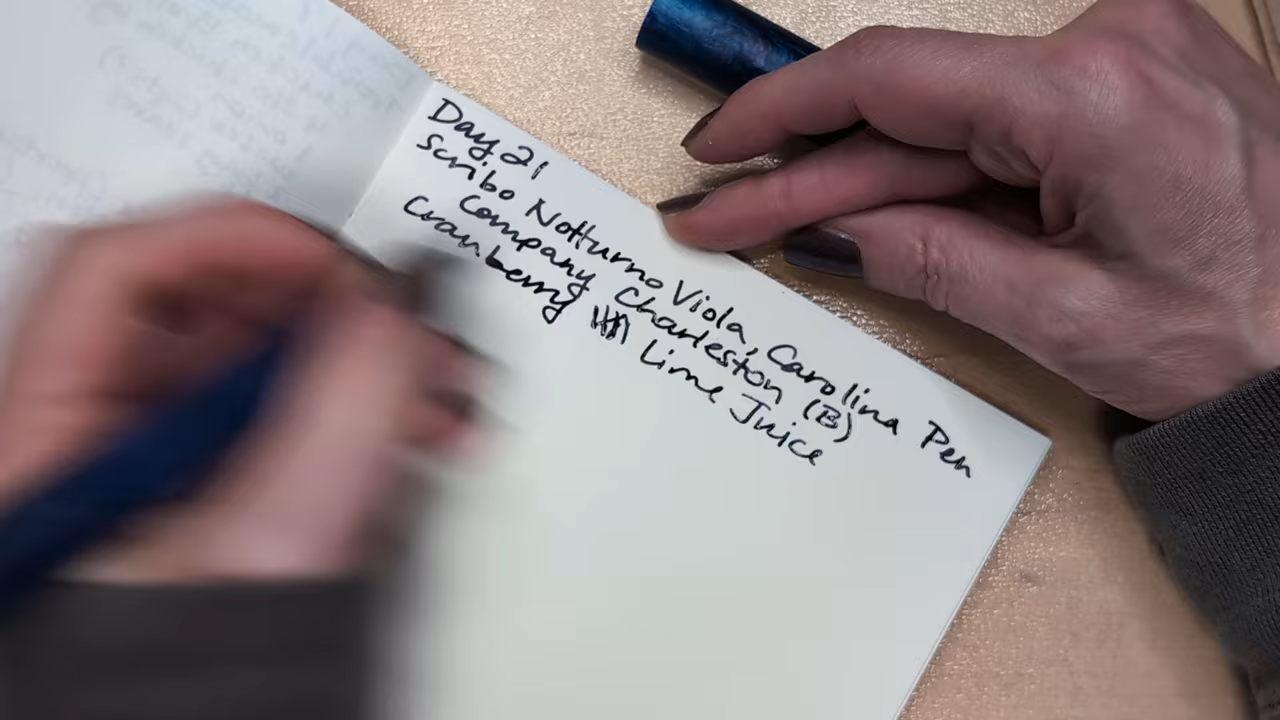 Day 21
Scribo Notturno Viola, Carolina Pen
Company Charleston (B)
Cranberry Lime Juice